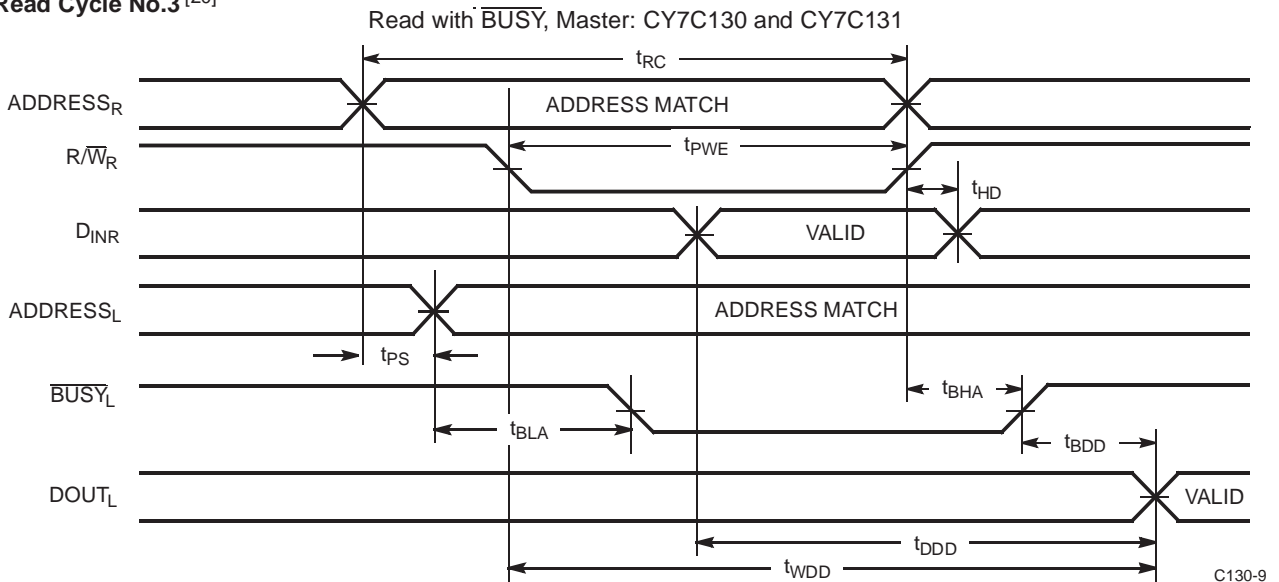 Read Cycle No.3 [20]
Read with BUSY, Master: CY7C130 and CY7C131
tRC
ADDRESSR
ADDRESS MATCH
R/WR
tPWE
tHD
DINR
VALID
ADDRESSL
ADDRESS MATCH
tPS
BUSYL
tBHA
tBLA
tBDD
DOUTL
VALID
tDDD
tWDD
C130-9